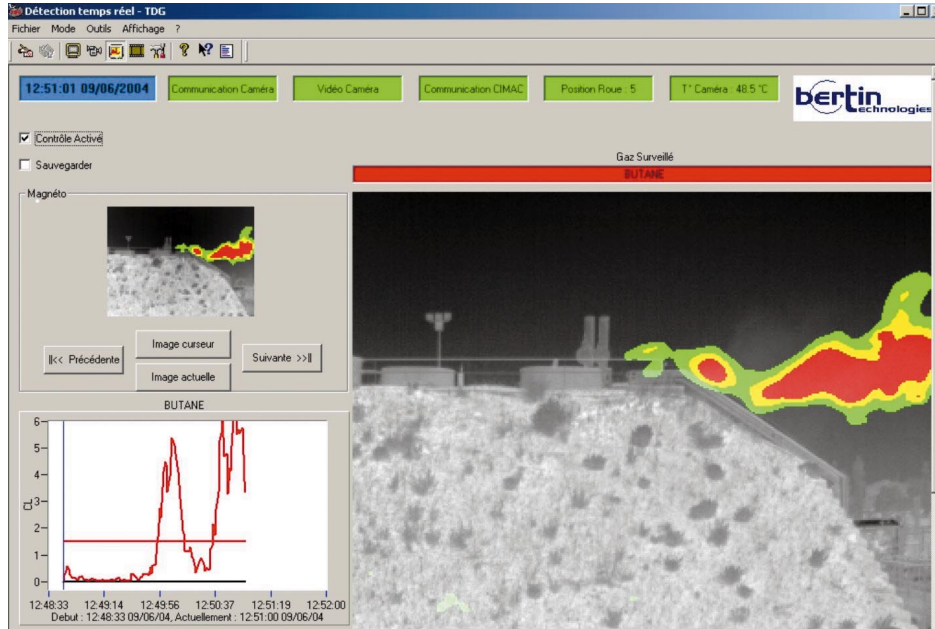 Détection temps réel - TDG
Fichier Mode Outils Affichage ?
12:51:01 09/06/2004
Communication Caméra
Vidéo Caméra
Communication CIMAC
Position Roue : 5
T° Caméra : 48.5 °C
bertin
technologies
Contrôle Activé
Sauvegarder
Gaz Surveillé
BUTANE
Magnéto
Image curseur
||<< Précédente
Suivante >>||
Image actuelle
BUTANE
CL
6
5
4
3
2
1
0
12:48:33 12:49:14 12:49:56 12:50:37 12:51:19 12:52:00
Debut : 12:48:33 09/06/04, Actuellement : 12:51:00 09/06/04